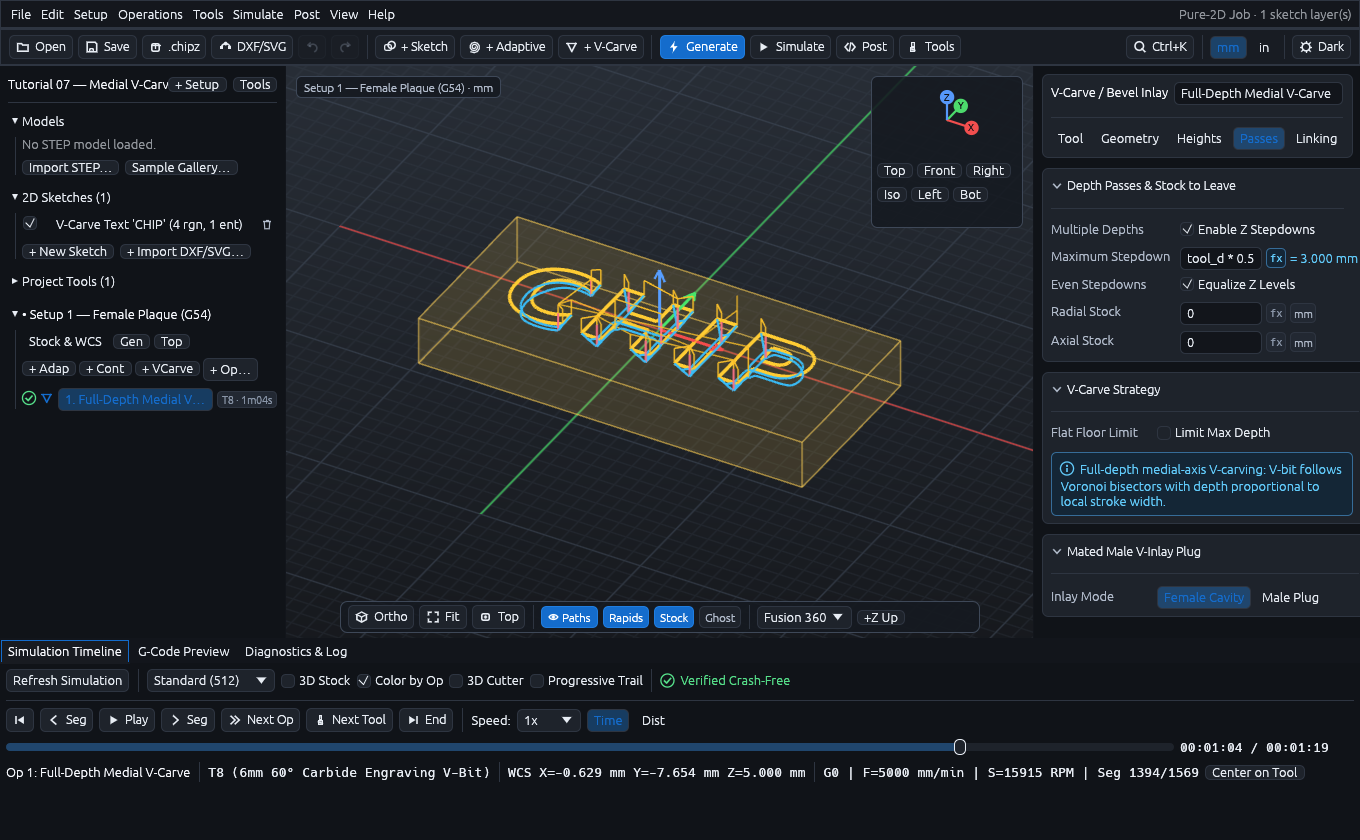 File Edit Setup Operations Tools Simulate Post View Help
Pure-2D Job · 1 sketch layer(s)
Open Save .chipz DXF/SVG + Sketch + Adaptive + V-Carve Generate Simulate Post Tools Ctrl+K mm in Dark
Tutorial 07 — Medial V-Carv + Setup Tools
Models
No STEP model loaded.
Import STEP... Sample Gallery...
2D Sketches (1)
V-Carve Text 'CHIP' (4 rgn, 1 ent)
+ New Sketch + Import DXF/SVG...
Project Tools (1)
• Setup 1 — Female Plaque (G54)
Stock & WCS Gen Top
+ Adap + Cont + VCarve + Op...
1. Full-Depth Medial V... T8 · 1m04s
Setup 1 — Female Plaque (G54) · mm
Z Y X
Top Front Right
Iso Left Bot
Ortho Fit Top Paths Rapids Stock Ghost Fusion 360 +Z Up
V-Carve / Bevel Inlay Full-Depth Medial V-Carve
Tool Geometry Heights Passes Linking
Depth Passes & Stock to Leave
Multiple Depths Enable Z Stepdowns
Maximum Stepdown tool_d * 0.5 fx = 3.000 mm
Even Stepdowns Equalize Z Levels
Radial Stock 0 fx mm
Axial Stock 0 fx mm
V-Carve Strategy
Flat Floor Limit Limit Max Depth
Full-depth medial-axis V-carving: V-bit follows
Voronoi bisectors with depth proportional to
local stroke width.
Mated Male V-Inlay Plug
Inlay Mode Female Cavity Male Plug
Simulation Timeline G-Code Preview Diagnostics & Log
Refresh Simulation Standard (512) 3D Stock Color by Op 3D Cutter Progressive Trail Verified Crash-Free
Seg Play Seg Next Op Next Tool End Speed: 1x Time Dist
00:01:04 / 00:01:19
Op 1: Full-Depth Medial V-Carve T8 (6mm 60° Carbide Engraving V-Bit) WCS X=-0.629 mm Y=-7.654 mm Z=5.000 mm G0 | F=5000 mm/min | S=15915 RPM | Seg 1394/1569 Center on Tool